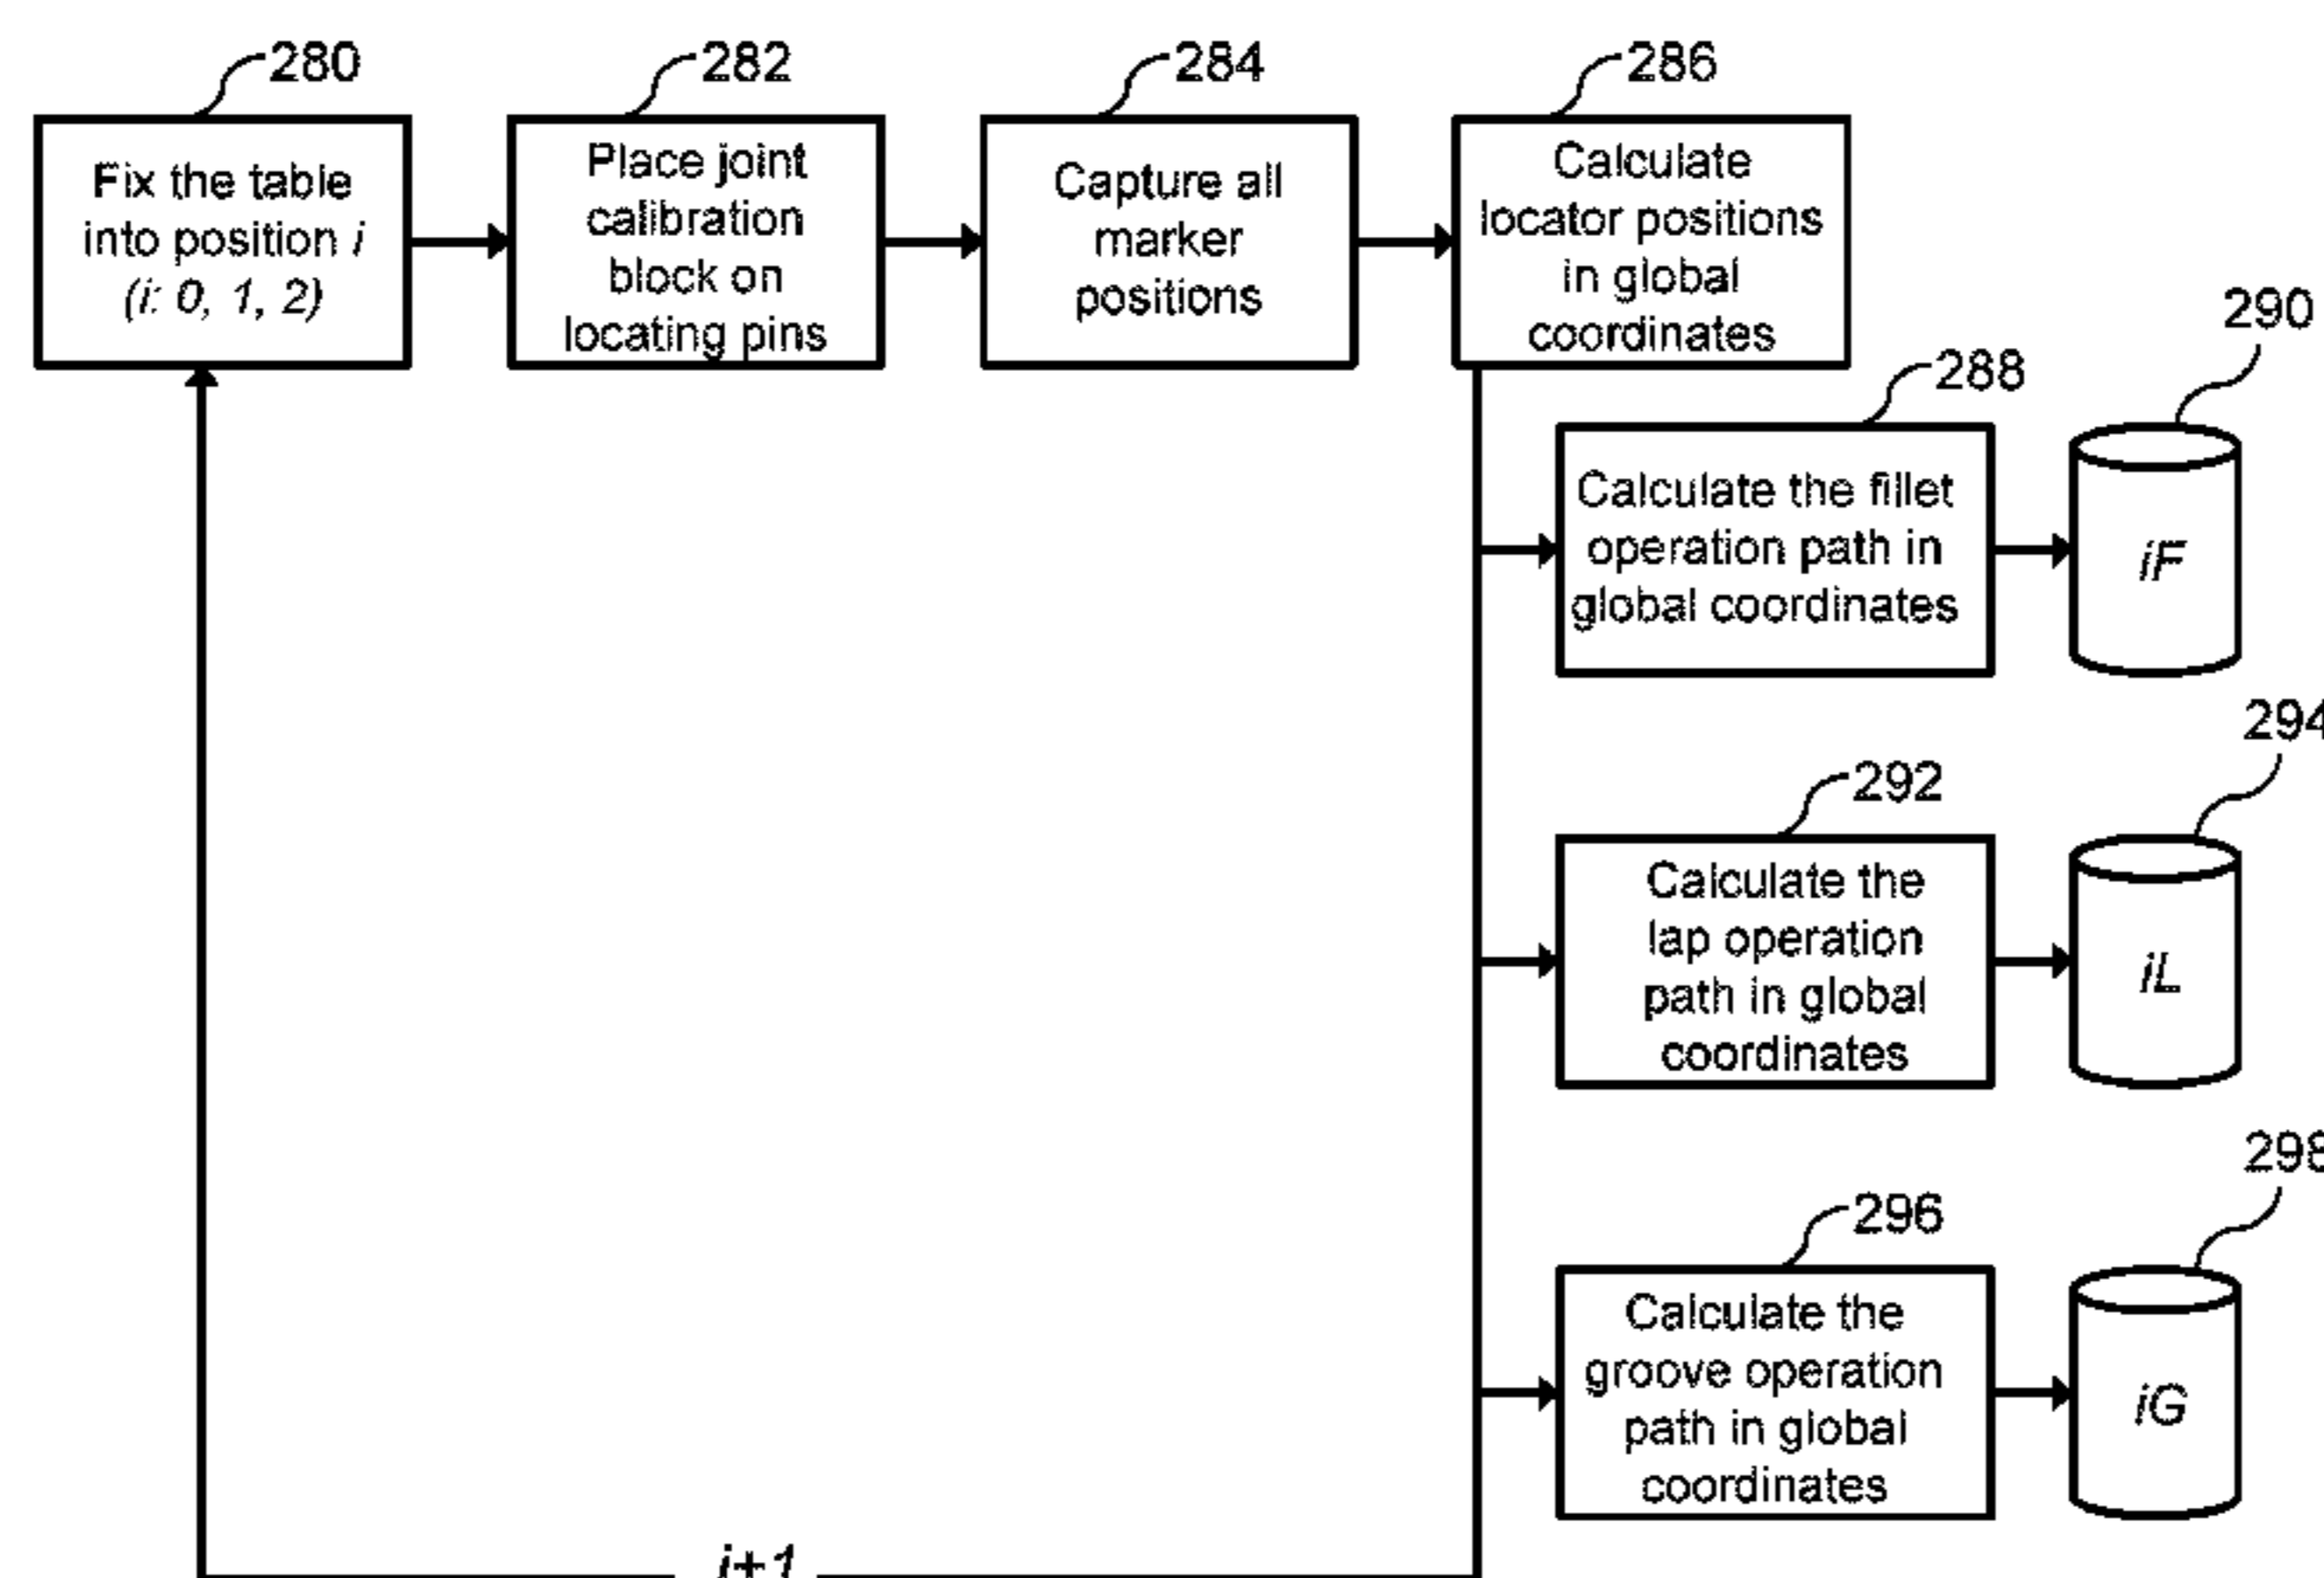 280
282
284
286
Fix the table
into position i
(i: 0, 1, 2)
Place joint
calibration
block on
locating pins
Capture all
marker
positions
Calculate
locator positions
in global
coordinates
290
288
Calculate the fillet
operation path in
global coordinates
iF
294
292
Calculate the
lap operation
path in global
coordinates
iL
298
296
Calculate the
groove operation
path in global
coordinates
iG
i+1